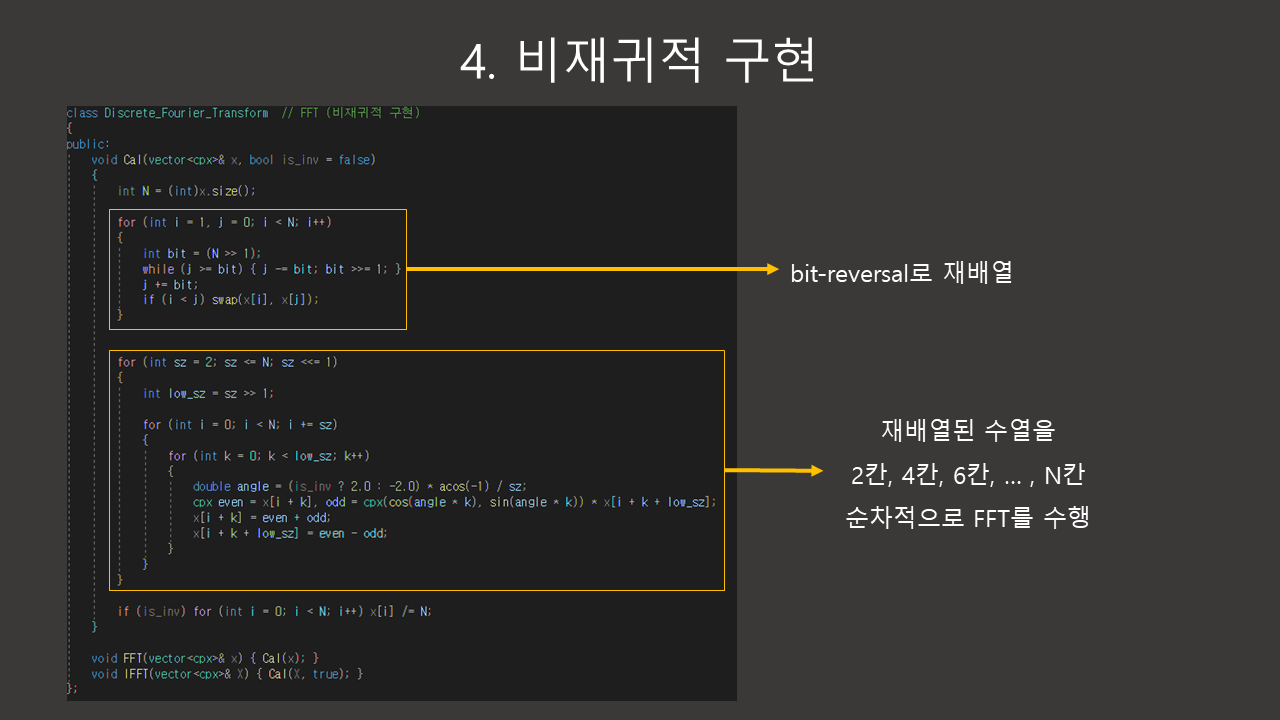 4. 비재귀적 구현
class Discrete_Fourier_Transform  // FFT (비재귀적 구현)
{
public:
    void Cal(vector<cpx>& x, bool is_inv = false)
    {
        int N = (int)x.size();
        for (int i = 1, j = 0; i < N; i++)
        {
            int bit = (N >> 1);
            while (j >= bit) { j -= bit; bit >>= 1; }
            j += bit;
            if (i < j) swap(x[i], x[j]);
        }
        for (int sz = 2; sz <= N; sz <<= 1)
        {
            int low_sz = sz >> 1;
            for (int i = 0; i < N; i += sz)
            {
                for (int k = 0; k < low_sz; k++)
                {
                    double angle = (is_inv ? 2.0 : -2.0) * acos(-1) / sz;
                    cpx even = x[i + k], odd = cpx(cos(angle * k), sin(angle * k)) * x[i + k + low_sz];
                    x[i + k] = even + odd;
                    x[i + k + low_sz] = even - odd;
                }
            }
        }
        if (is_inv) for (int i = 0; i < N; i++) x[i] /= N;
    }
    void FFT(vector<cpx>& x) { Cal(x); }
    void IFFT(vector<cpx>& X) { Cal(X, true); }
};
bit-reversal로 재배열
재배열된 수열을
2칸, 4칸, 6칸, ... , N칸
순차적으로 FFT를 수행